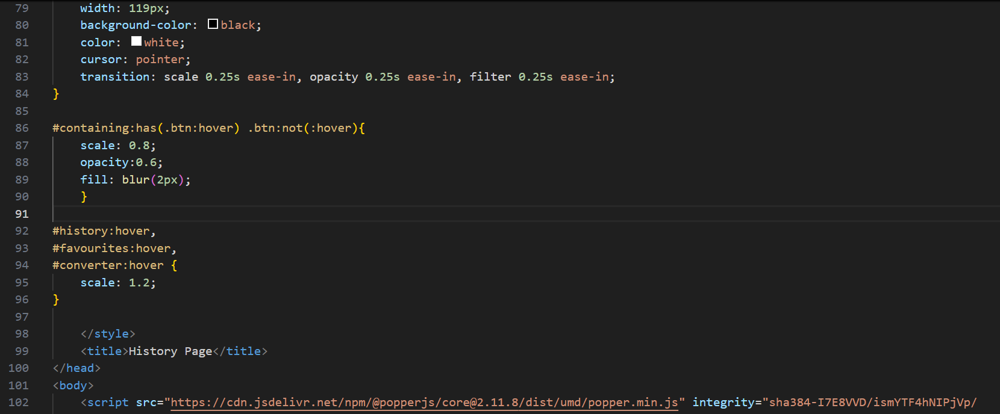 79 width: 119px;
80 background-color: black;
81 color: white;
82 cursor: pointer;
83 transition: scale 0.25s ease-in, opacity 0.25s ease-in, filter 0.25s ease-in;
84 }
85
86 #containing:has(.btn:hover) .btn:not(:hover){
87 scale: 0.8;
88 opacity:0.6;
89 fill: blur(2px);
90 }
91
92 #history:hover,
93 #favourites:hover,
94 #converter:hover {
95 scale: 1.2;
96 }
97
98 </style>
99 <title>History Page</title>
100 </head>
101 <body>
102 <script src="https://cdn.jsdelivr.net/npm/@popperjs/core@2.11.8/dist/umd/popper.min.js" integrity="sha384-I7E8VVD/ismYTF4hNIPjVp/